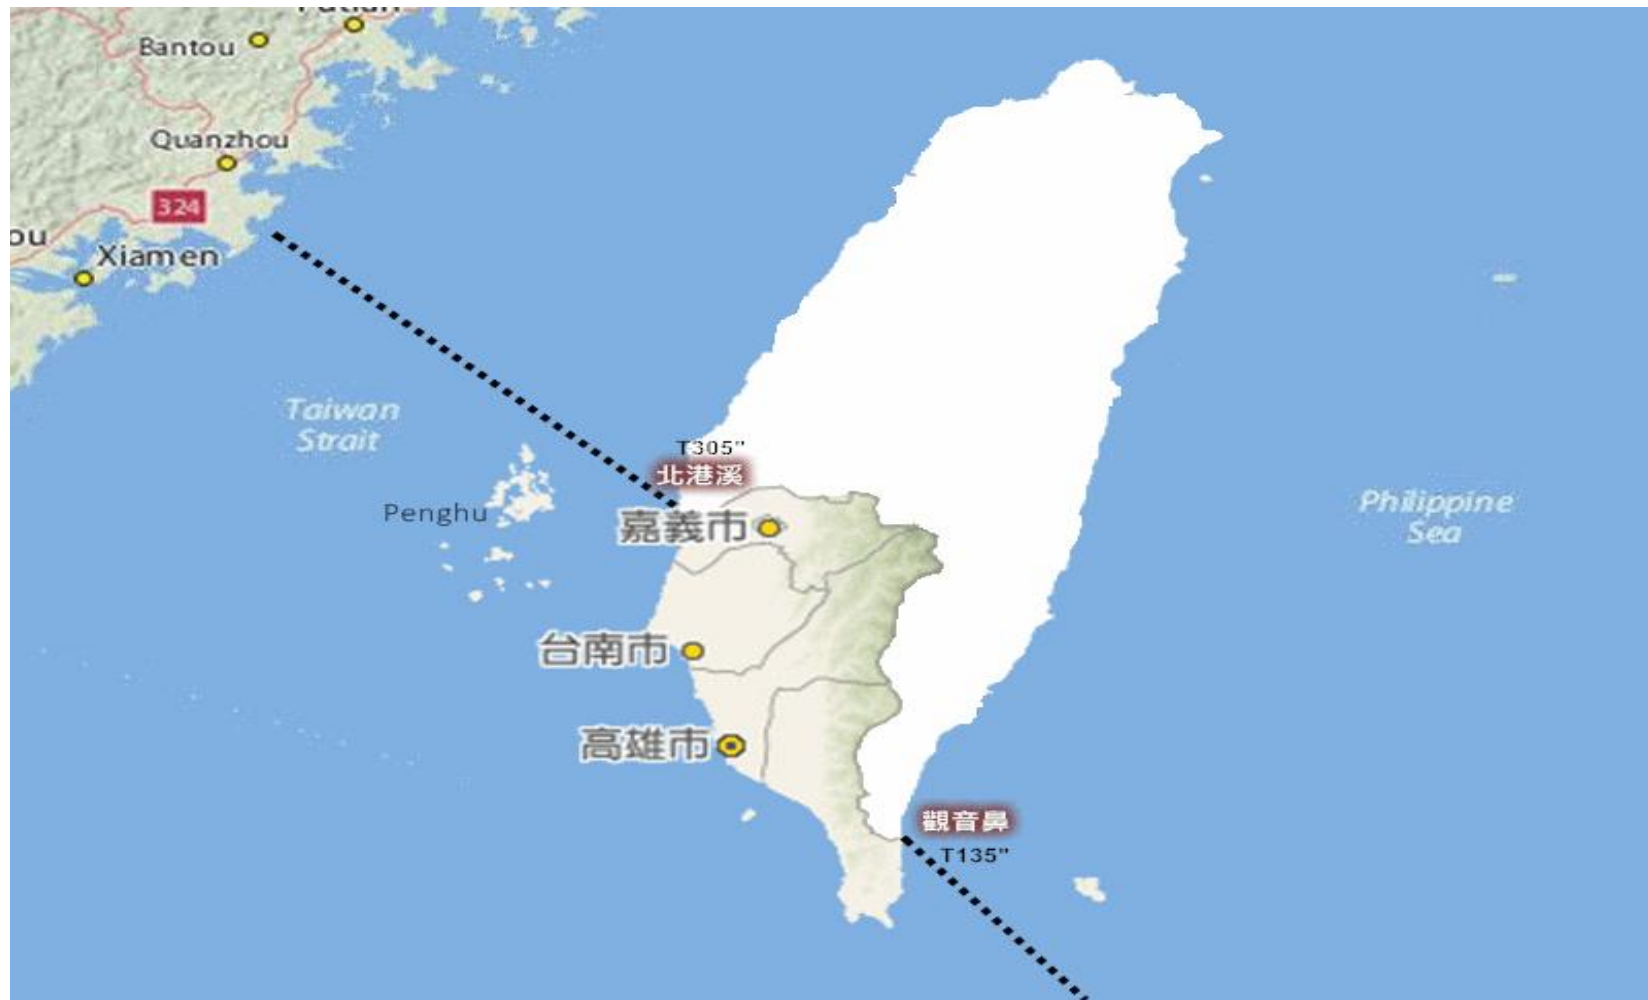 Putian
Bantou
Quanzhou
324
ou
Xiamen
Taiwan
Strait
T305"
北港溪
Penghu
嘉義市
Philippine
Sea
台南市
高雄市
觀音鼻
T135"